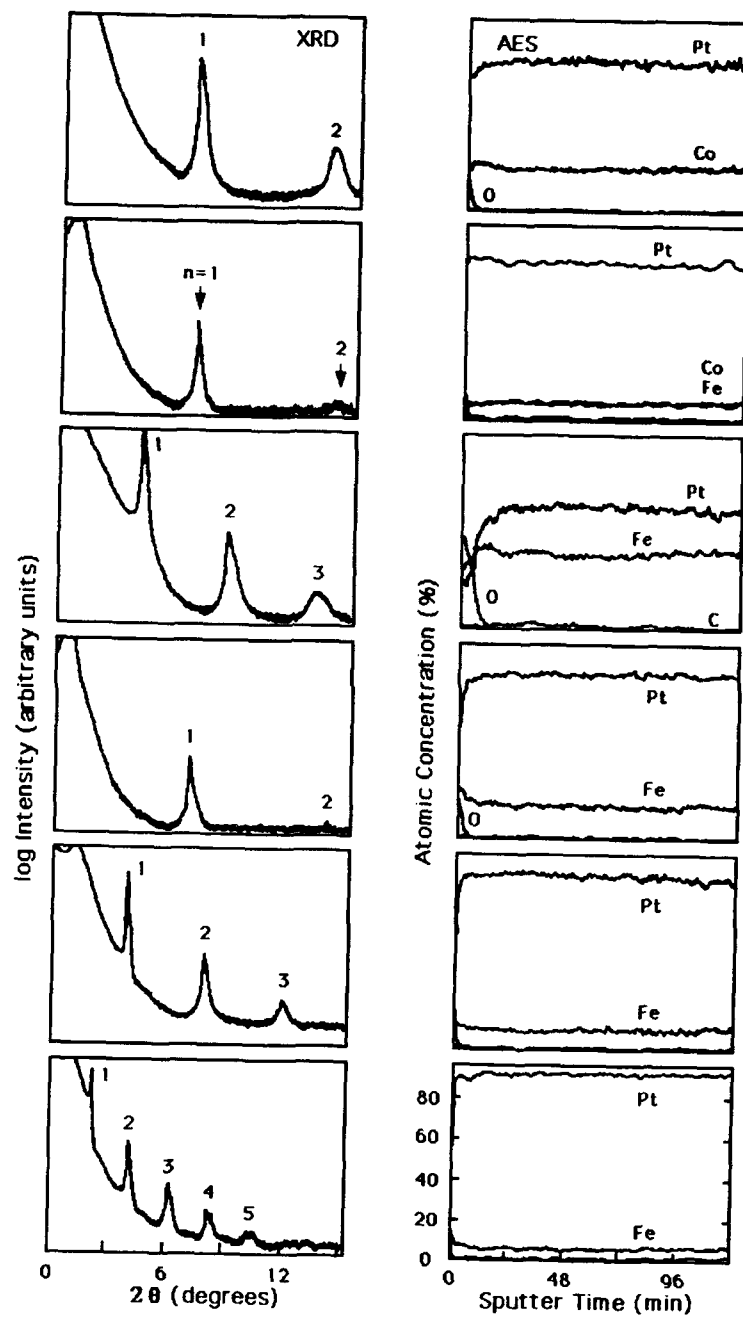 XRD
1
2
AES
Pt
Co
O
n=1
2
Pt
Co
Fe
1
2
3
Pt
Fe
O
C
1
2
Pt
Fe
O
1
2
3
Pt
Fe
1
2
3
4
5
Pt
Fe
log Intensity (arbitrary units)
0 6 12
2θ (degrees)
Atomic Concentration (%)
80
60
40
20
0
0 48 96
Sputter Time (min)